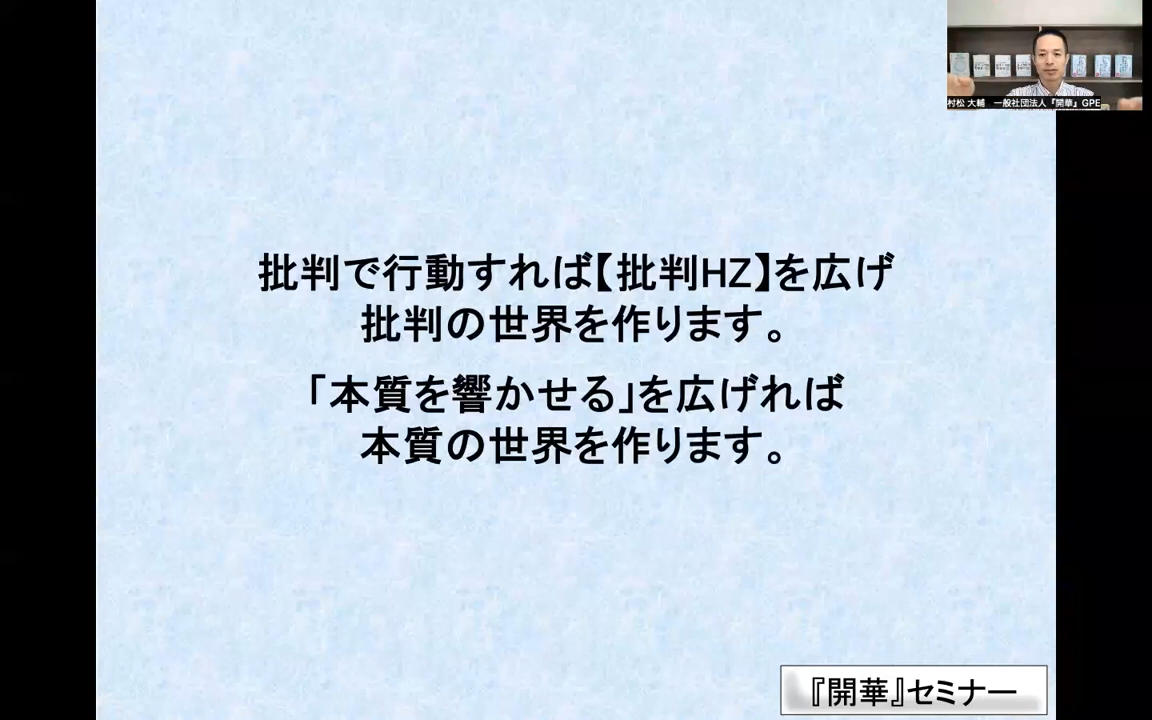 村松 大輔 一般社団法人『開華』GPE
批判で行動すれば【批判HZ】を広げ
批判の世界を作ります。
「本質を響かせる」を広げれば
本質の世界を作ります。
『開華』セミナー